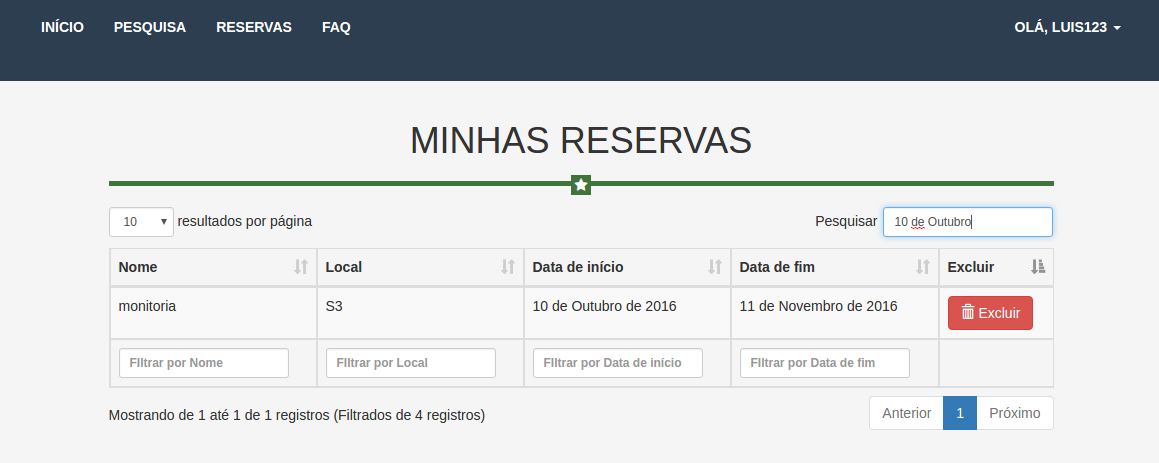 INÍCIO PESQUISA RESERVAS FAQ OLÁ, LUIS123
MINHAS RESERVAS
10 resultados por página Pesquisar 10 de Outubro
Nome Local Data de início Data de fim Excluir
monitoria S3 10 de Outubro de 2016 11 de Novembro de 2016 Excluir
FIltrar por Nome FIltrar por Local FIltrar por Data de início FIltrar por Data de fim
Mostrando de 1 até 1 de 1 registros (Filtrados de 4 registros) Anterior 1 Próximo